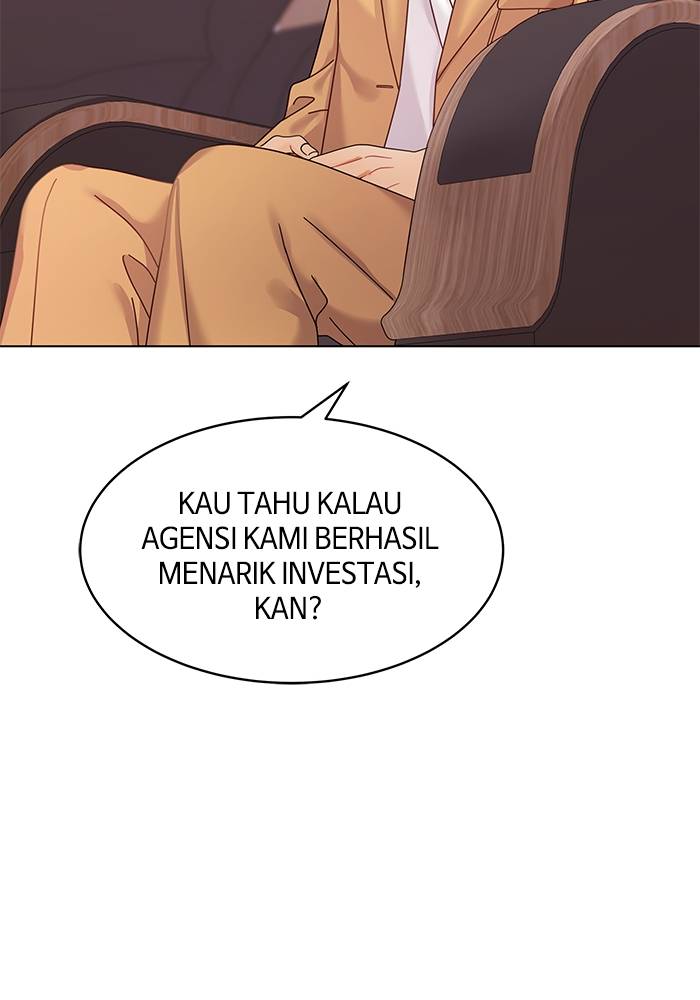 KAU TAHU KALAU
AGENSI KAMI BERHASIL
MENARIK INVESTASI,
KAN?